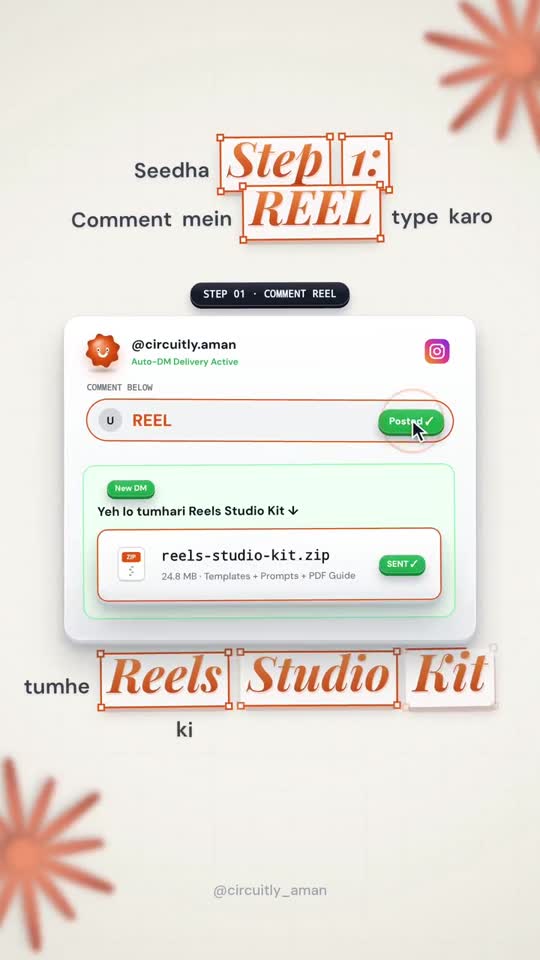 Seedha Step 1:
Comment mein REEL type karo
STEP 01 · COMMENT REEL
@circuitly.aman
Auto-DM Delivery Active
COMMENT BELOW
U REEL Posted ✓
New DM
Yeh lo tumhari Reels Studio Kit ↓
ZIP
reels-studio-kit.zip
24.8 MB · Templates + Prompts + PDF Guide
SENT ✓
tumhe Reels Studio Kit
ki
@circuitly_aman